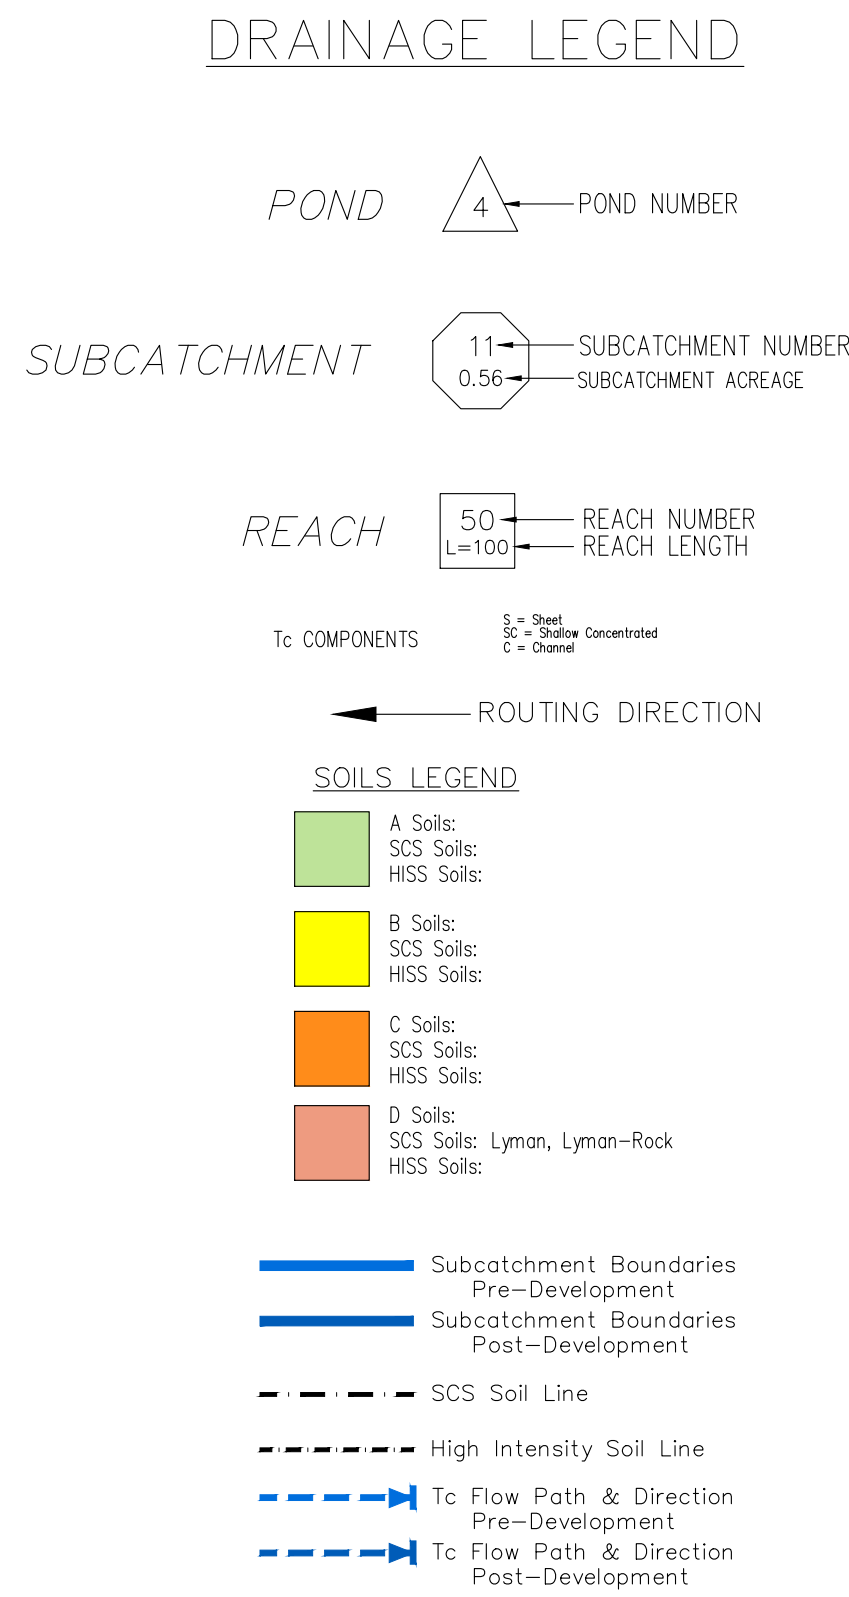 DRAINAGE LEGEND
POND
4
POND NUMBER
SUBCATCHMENT
11
SUBCATCHMENT NUMBER
0.56
SUBCATCHMENT ACREAGE
REACH
50
REACH NUMBER
L=100
REACH LENGTH
Tc COMPONENTS
S = Sheet
SC = Shallow Concentrated
C = Channel
ROUTING DIRECTION
SOILS LEGEND
A Soils:
SCS Soils:
HISS Soils:
B Soils:
SCS Soils:
HISS Soils:
C Soils:
SCS Soils:
HISS Soils:
D Soils:
SCS Soils: Lyman, Lyman-Rock
HISS Soils:
Subcatchment Boundaries
Pre-Development
Subcatchment Boundaries
Post-Development
SCS Soil Line
High Intensity Soil Line
Tc Flow Path & Direction
Pre-Development
Tc Flow Path & Direction
Post-Development